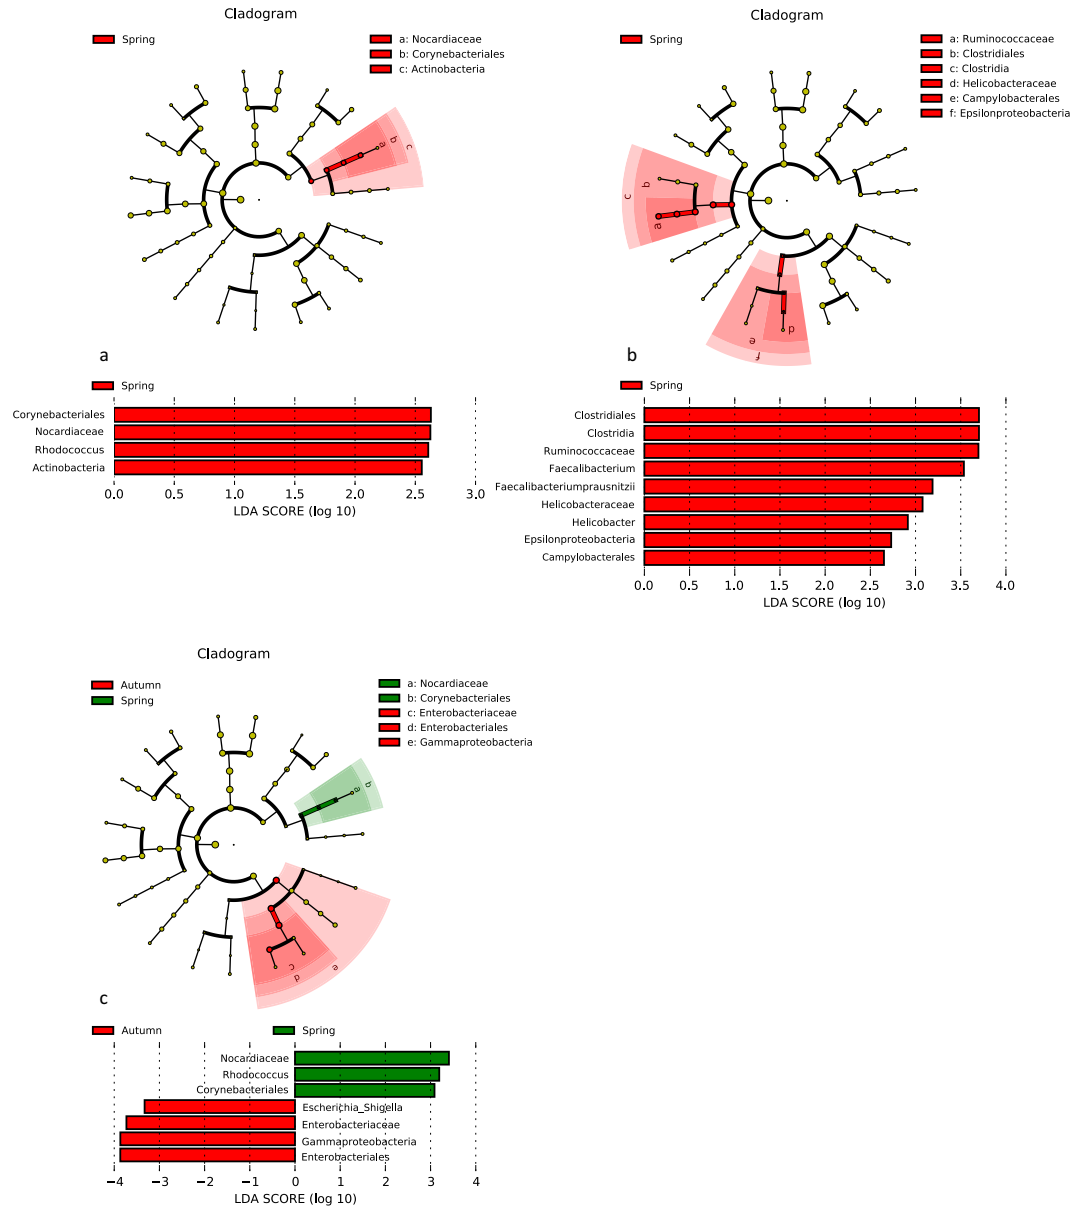 Cladogram
Spring
a: Nocardiaceae
b: Corynebacteriales
c: Actinobacteria
a
b
c
a
Spring
Corynebacteriales
Nocardiaceae
Rhodococcus
Actinobacteria
0.0 0.5 1.0 1.5 2.0 2.5 3.0
LDA SCORE (log 10)
Cladogram
Spring
a: Ruminococcaceae
b: Clostridiales
c: Clostridia
d: Helicobacteraceae
e: Campylobacterales
f: Epsilonproteobacteria
a
b
c
d
e
f
b
Spring
Clostridiales
Clostridia
Ruminococcaceae
Faecalibacterium
Faecalibacteriumprausnitzii
Helicobacteraceae
Helicobacter
Epsilonproteobacteria
Campylobacterales
0.0 0.5 1.0 1.5 2.0 2.5 3.0 3.5 4.0
LDA SCORE (log 10)
Cladogram
Autumn
Spring
a: Nocardiaceae
b: Corynebacteriales
c: Enterobacteriaceae
d: Enterobacteriales
e: Gammaproteobacteria
a
b
c
d
e
c
Autumn
Spring
Nocardiaceae
Rhodococcus
Corynebacteriales
Escherichia_Shigella
Enterobacteriaceae
Gammaproteobacteria
Enterobacteriales
−4 −3 −2 −1 0 1 2 3 4
LDA SCORE (log 10)